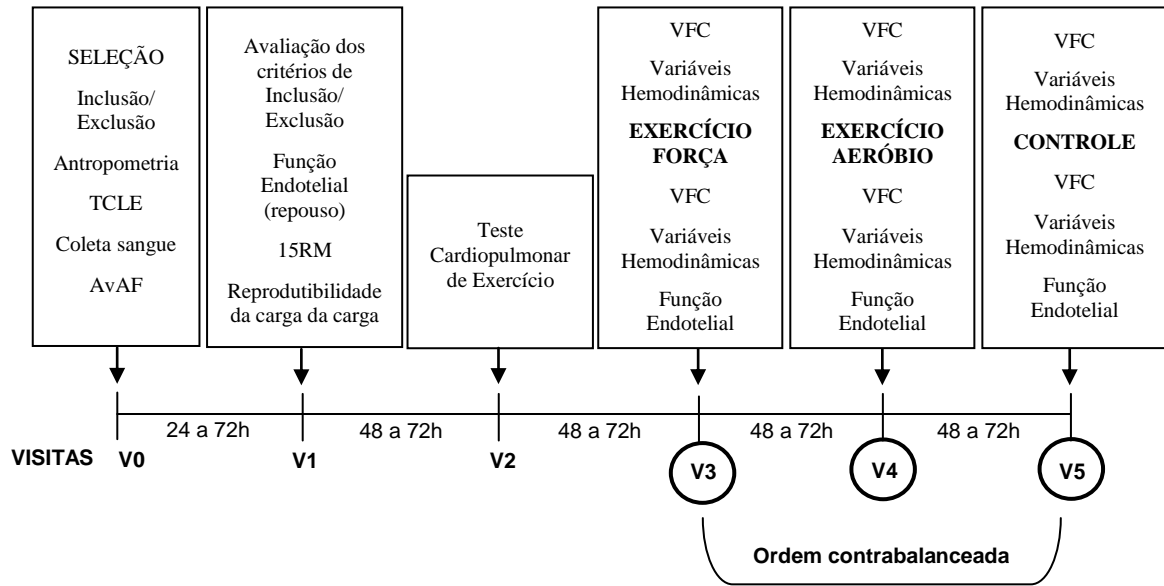 SELEÇÃO
Inclusão/
Exclusão
Antropometria
TCLE
Coleta sangue
AvAF
Avaliação dos
critérios de
Inclusão/
Exclusão
Função
Endotelial
(repouso)
15RM
Reprodutibilidade
da carga da carga
Teste
Cardiopulmonar
de Exercício
VFC
Variáveis
Hemodinâmicas
EXERCÍCIO
FORÇA
VFC
Variáveis
Hemodinâmicas
Função
Endotelial
VFC
Variáveis
Hemodinâmicas
EXERCÍCIO
AERÓBIO
VFC
Variáveis
Hemodinâmicas
Função
Endotelial
VFC
Variáveis
Hemodinâmicas
CONTROLE
VFC
Variáveis
Hemodinâmicas
Função
Endotelial
24 a 72h
48 a 72h
48 a 72h
48 a 72h
48 a 72h
VISITAS
V0
V1
V2
V3
V4
V5
Ordem contrabalanceada